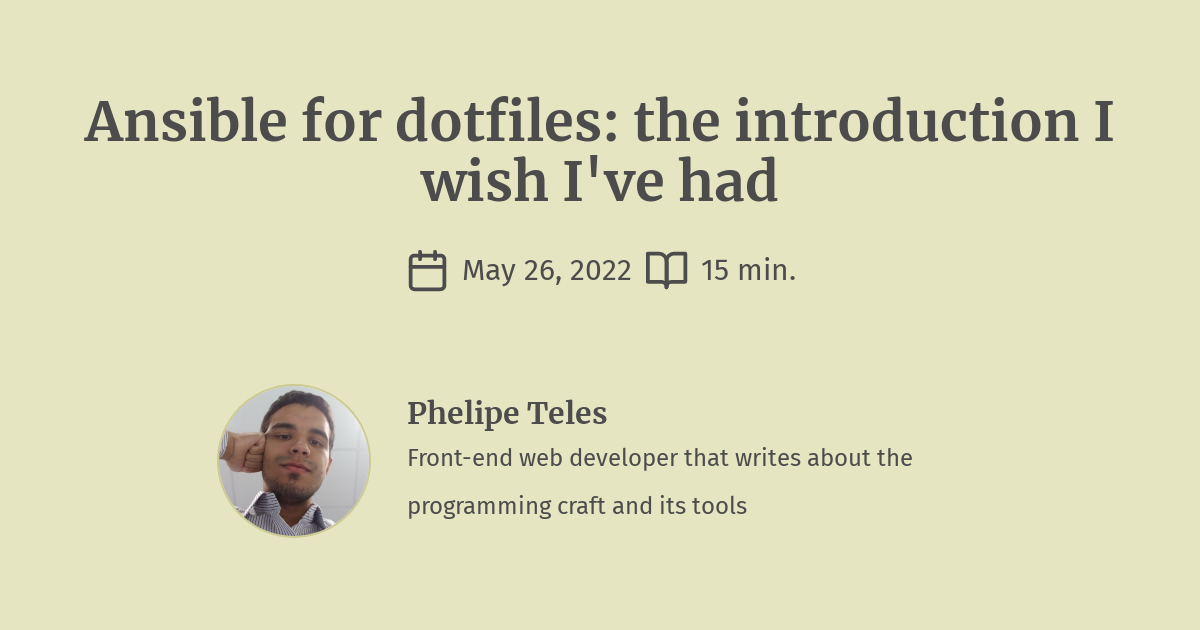 Ansible for dotfiles: the introduction I
wish I've had
May 26, 2022 15 min.
Phelipe Teles
Front-end web developer that writes about the
programming craft and its tools